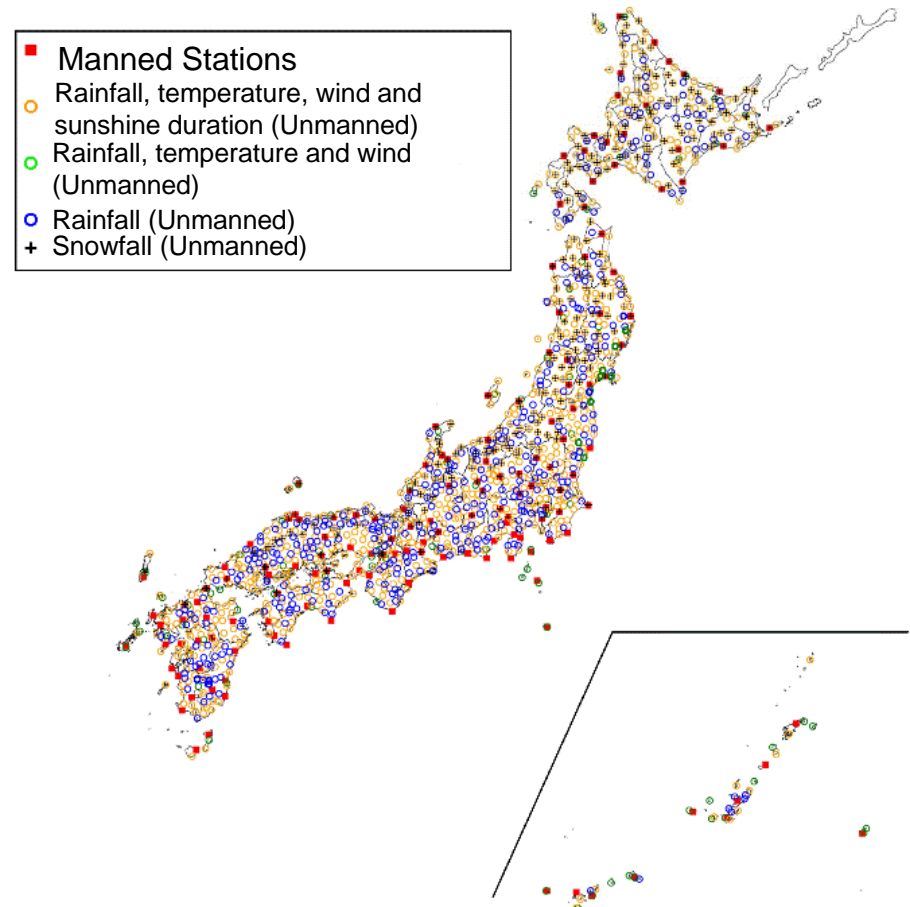 Manned Stations
Rainfall, temperature, wind and
sunshine duration (Unmanned)
Rainfall, temperature and wind
(Unmanned)
Rainfall (Unmanned)
Snowfall (Unmanned)